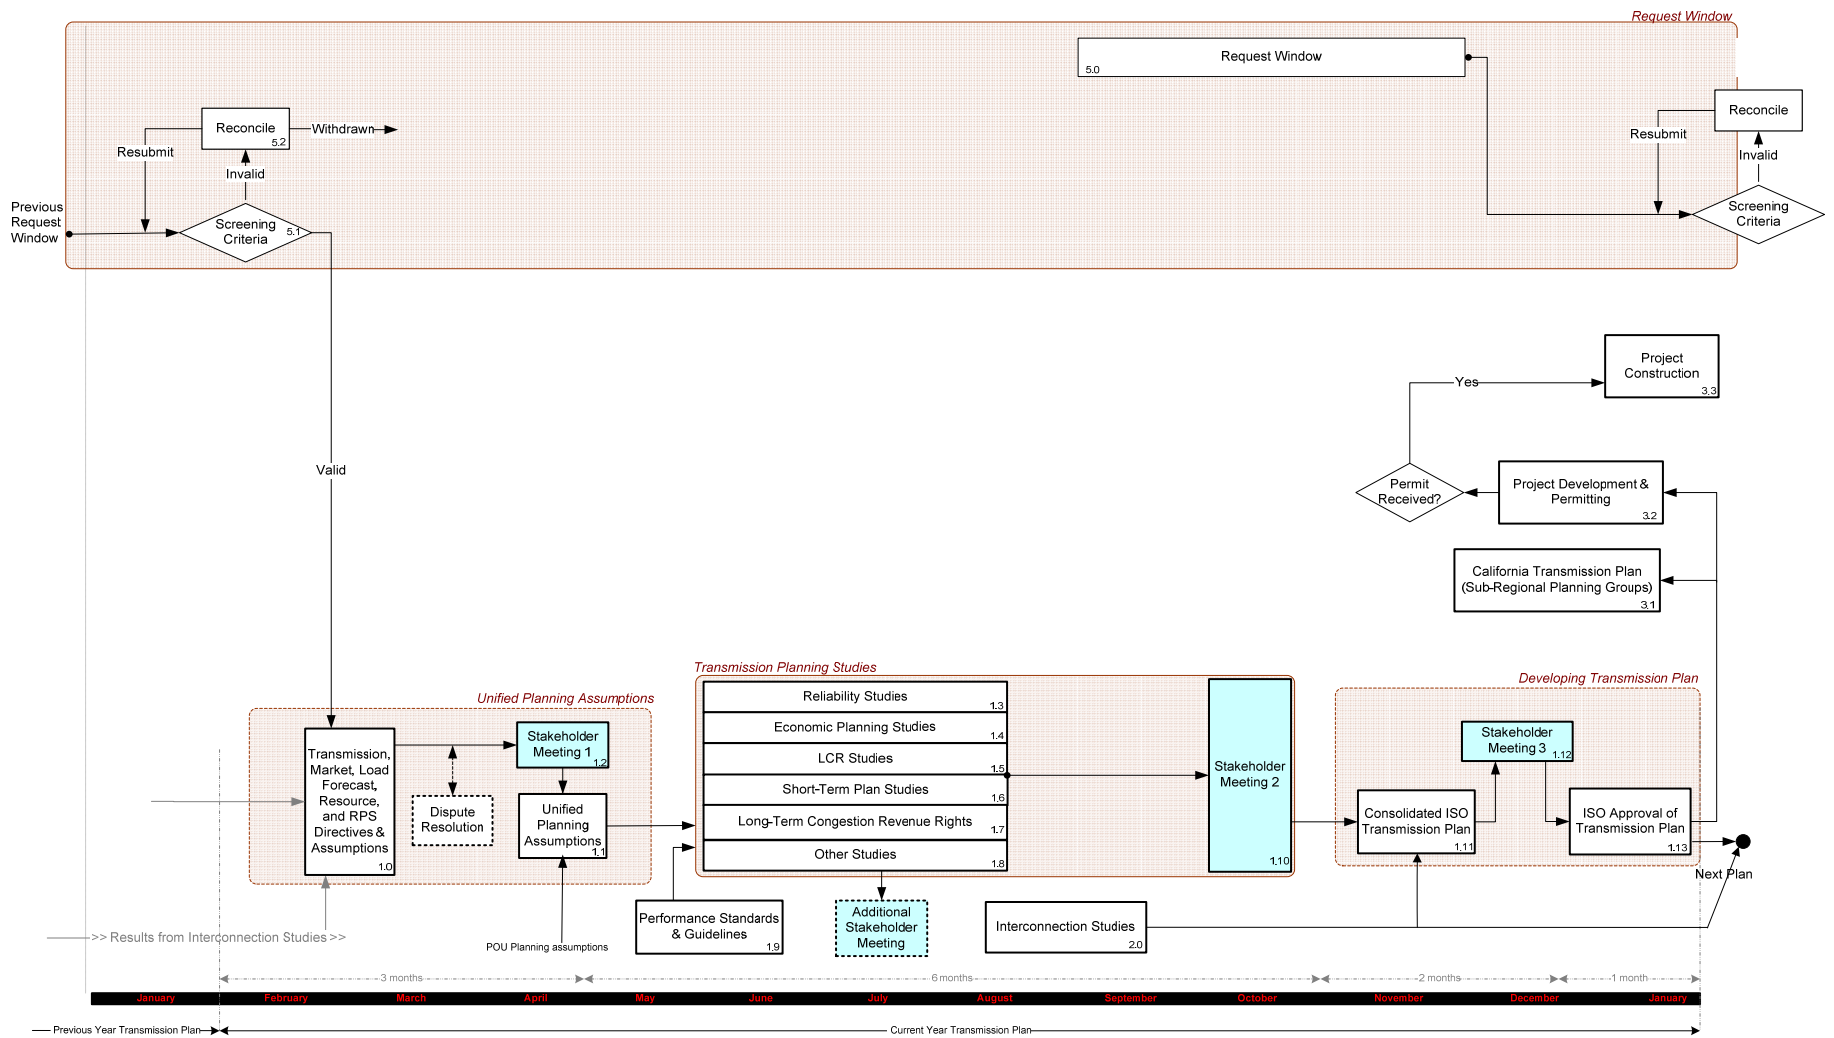 Request Window
Request Window
5.0
Reconcile
5.2
Withdrawn
Resubmit
Invalid
Previous
Request
Window
Screening
Criteria
5.1
Reconcile
Resubmit
Invalid
Screening
Criteria
Valid
Project
Construction
3.3
Yes
Permit
Received?
Project Development &
Permitting
3.2
California Transmission Plan
(Sub-Regional Planning Groups)
3.1
Unified Planning Assumptions
Transmission,
Market, Load
Forecast,
Resource,
and RPS
Directives &
Assumptions
1.0
Stakeholder
Meeting 1
1.2
Dispute
Resolution
Unified
Planning
Assumptions
1.1
POU Planning assumptions
>> Results from Interconnection Studies >>
Transmission Planning Studies
Reliability Studies
1.3
Economic Planning Studies
1.4
LCR Studies
1.5
Short-Term Plan Studies
1.6
Long-Term Congestion Revenue Rights
1.7
Other Studies
1.8
Stakeholder
Meeting 2
1.10
Performance Standards
& Guidelines
1.9
Additional
Stakeholder
Meeting
Interconnection Studies
2.0
Developing Transmission Plan
Stakeholder
Meeting 3
1.12
Consolidated ISO
Transmission Plan
1.11
ISO Approval of
Transmission Plan
1.13
Next Plan
3 months
6 months
2 months
1 month
January February March April May June July August September October November December January
Previous Year Transmission Plan
Current Year Transmission Plan